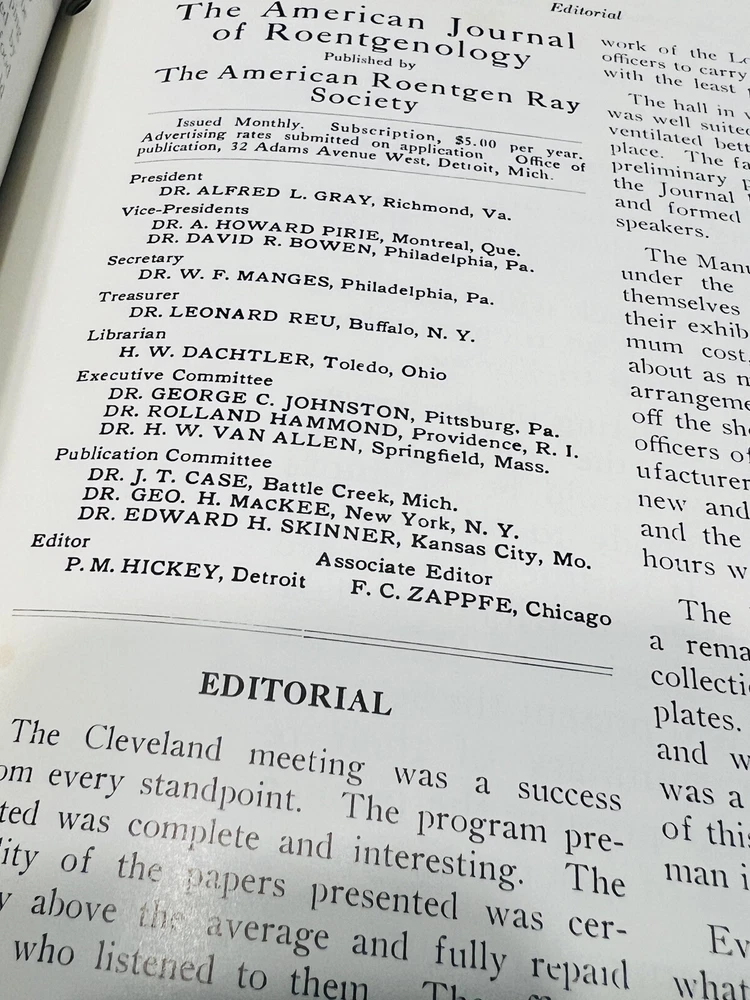 Editorial
The American Journal
of Roentgenology
Published by
The American Roentgen Ray
Society
Issued Monthly. Subscription, $5.00 per year.
Advertising rates submitted on application Office of
publication, 32 Adams Avenue West, Detroit, Mich.
President
DR. ALFRED L. GRAY, Richmond, Va.
Vice-Presidents
DR. A. HOWARD PIRIE, Montreal, Que.
DR. DAVID R. BOWEN, Philadelphia, Pa.
Secretary
DR. W. F. MANGES, Philadelphia, Pa.
Treasurer
DR. LEONARD REU, Buffalo, N. Y.
Librarian
H. W. DACHTLER, Toledo, Ohio
Executive Committee
DR. GEORGE C. JOHNSTON, Pittsburg, Pa.
DR. ROLLAND HAMMOND, Providence, R. I.
DR. H. W. VAN ALLEN, Springfield, Mass.
Publication Committee
DR. J. T. CASE, Battle Creek, Mich.
DR. GEO. H. MacKEE, New York, N. Y.
DR. EDWARD H. SKINNER, Kansas City, Mo.
Editor
Associate Editor
P. M. HICKEY, Detroit
F. C. ZAPPFE, Chicago
EDITORIAL
The Cleveland meeting was a success
om every standpoint. The program pre-
ted was complete and interesting. The
lity of the papers presented was cer-
y above the average and fully repaid
who listened to them. The
work of the
officers to carry
with the least
The hall in
was well suited
ventilated
place. The
preliminary
the Journal
and formed
speakers.
The
under the
themselves
their exhib
mum cost.
about as
arrangeme
off the
officers of
ufacturer
new and
and the
hours
The
a rema
collecti
plates.
and w
was a
of this
man i
Ev
what